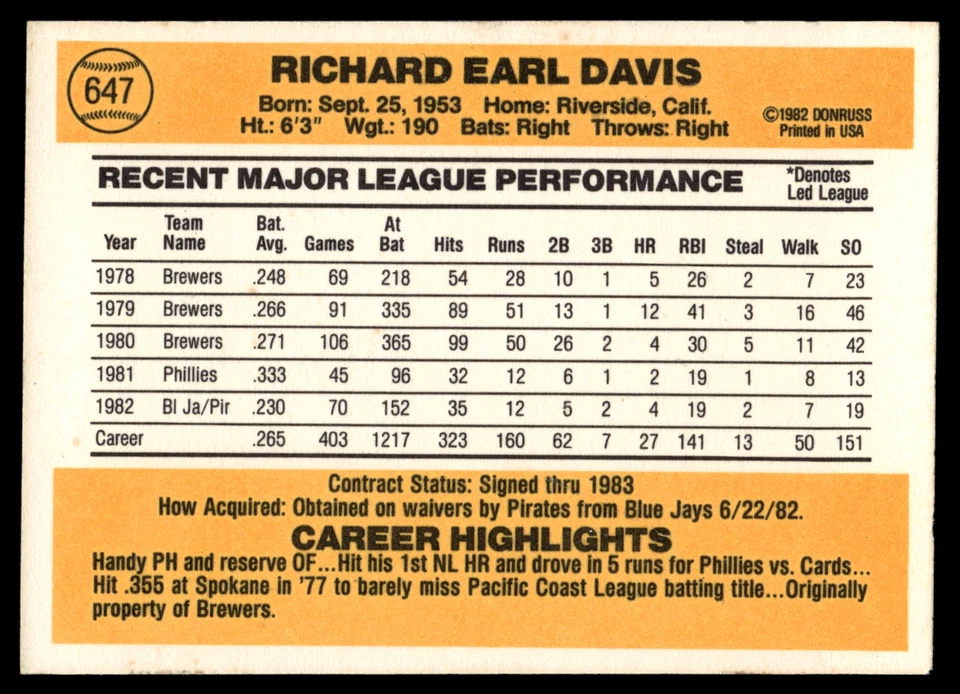 647
RICHARD EARL DAVIS
Born: Sept. 25, 1953 Home: Riverside, Calif.
Ht.: 6'3" Wgt.: 190 Bats: Right Throws: Right
©1982 DONRUSS
Printed in USA
RECENT MAJOR LEAGUE PERFORMANCE
*Denotes
Led League
Year Team Name Bat. Avg. Games At Bat Hits Runs 2B 3B HR RBI Steal Walk SO
1978 Brewers .248 69 218 54 28 10 1 5 26 2 7 23
1979 Brewers .266 91 335 89 51 13 1 12 41 3 16 46
1980 Brewers .271 106 365 99 50 26 2 4 30 5 11 42
1981 Phillies .333 45 96 32 12 6 1 2 19 1 8 13
1982 Bl Ja/Pir .230 70 152 35 12 5 2 4 19 2 7 19
Career .265 403 1217 323 160 62 7 27 141 13 50 151
Contract Status: Signed thru 1983
How Acquired: Obtained on waivers by Pirates from Blue Jays 6/22/82.
CAREER HIGHLIGHTS
Handy PH and reserve OF...Hit his 1st NL HR and drove in 5 runs for Phillies vs. Cards...
Hit .355 at Spokane in '77 to barely miss Pacific Coast League batting title...Originally
property of Brewers.